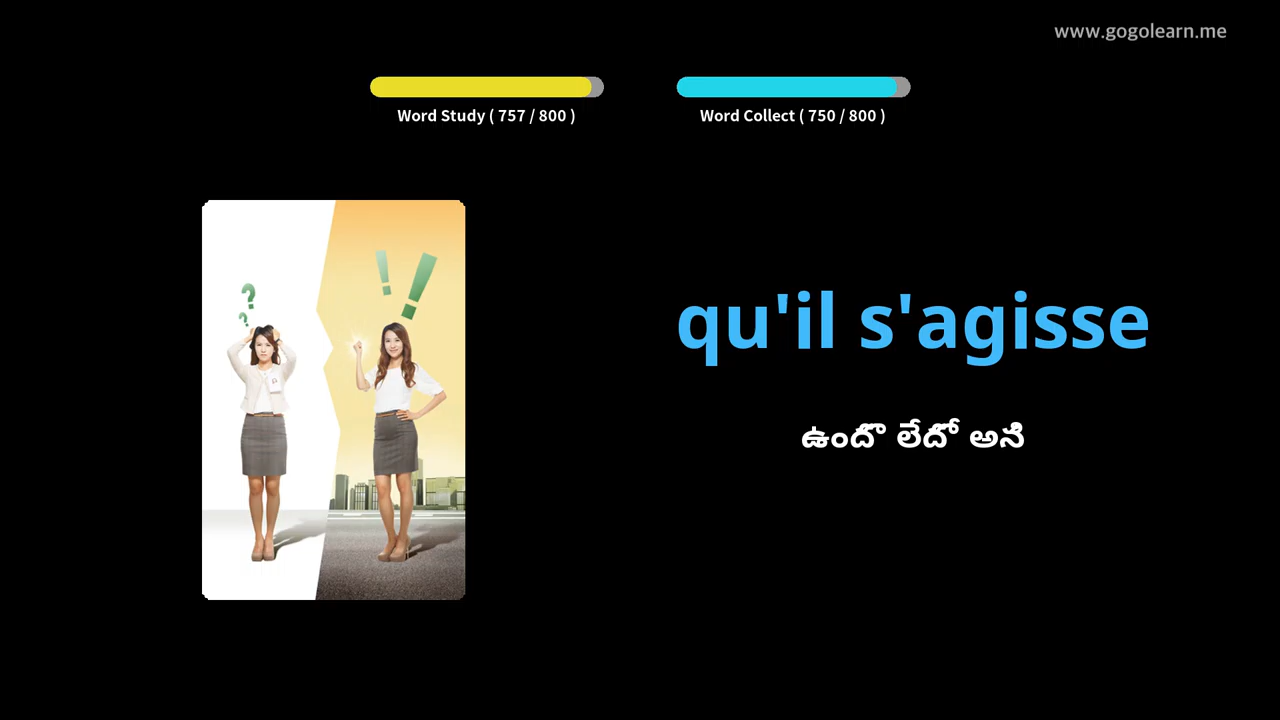 www.gogolearn.me
Word Study ( 757 / 800 )
Word Collect ( 750 / 800 )
qu'il s'agisse
ఉందో లేదో అని